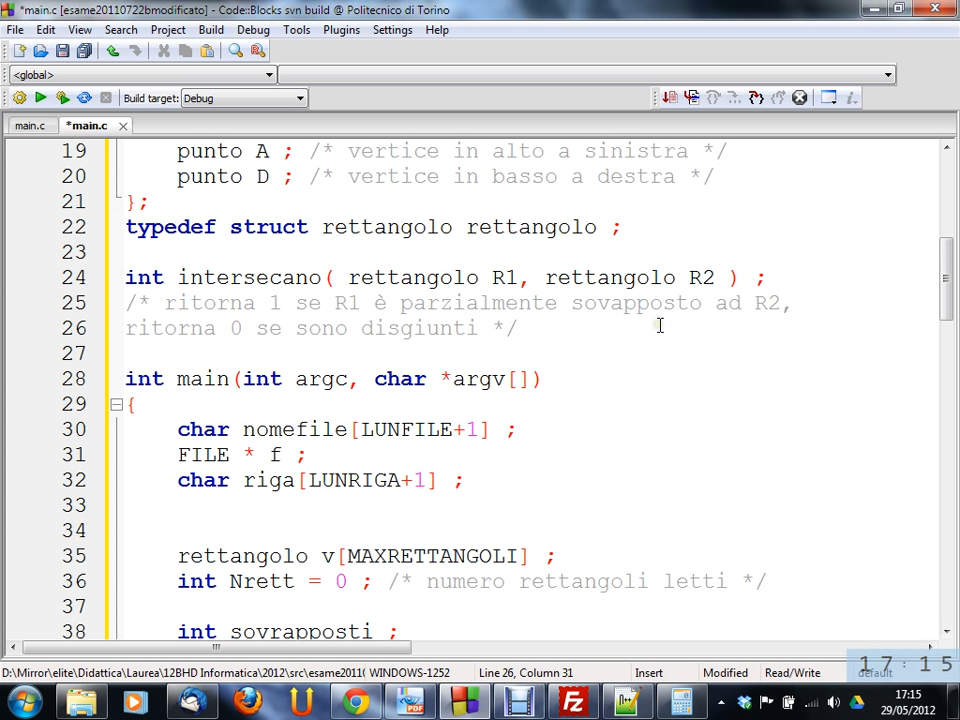 *main.c [esame20110722bmodificato] - Code::Blocks svn build @ Politecnico di Torino
File Edit View Search Project Build Debug Tools Plugins Settings Help
<global>
Build target: Debug
main.c *main.c
19 punto A ; /* vertice in alto a sinistra */
20 punto D ; /* vertice in basso a destra */
21 };
22 typedef struct rettangolo rettangolo ;
23
24 int intersecano( rettangolo R1, rettangolo R2 ) ;
25 /* ritorna 1 se R1 è parzialmente sovapposto ad R2,
26 ritorna 0 se sono disgiunti */
27
28 int main(int argc, char *argv[])
29 {
30 char nomefile[LUNFILE+1] ;
31 FILE * f ;
32 char riga[LUNRIGA+1] ;
33
34
35 rettangolo v[MAXRETTANGOLI] ;
36 int Nrett = 0 ; /* numero rettangoli letti */
37
38 int sovrapposti ;
D:\Mirror\elite\Didattica\Laurea\12BHD Informatica\2012\src\esame2011( WINDOWS-1252 Line 26, Column 31 Insert Modified Read/Write default
17:15
17:15
29/05/2012